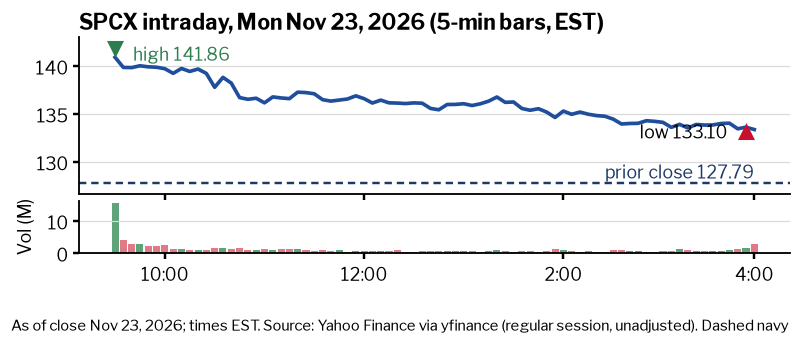 SPCX intraday, Mon Nov 23, 2026 (5-min bars, EST)
high 141.86
140
135
low 133.10
130
prior close 127.79
Vol (M)
10
0
10:00
12:00
2:00
4:00
As of close Nov 23, 2026; times EST. Source: Yahoo Finance via yfinance (regular session, unadjusted). Dashed navy